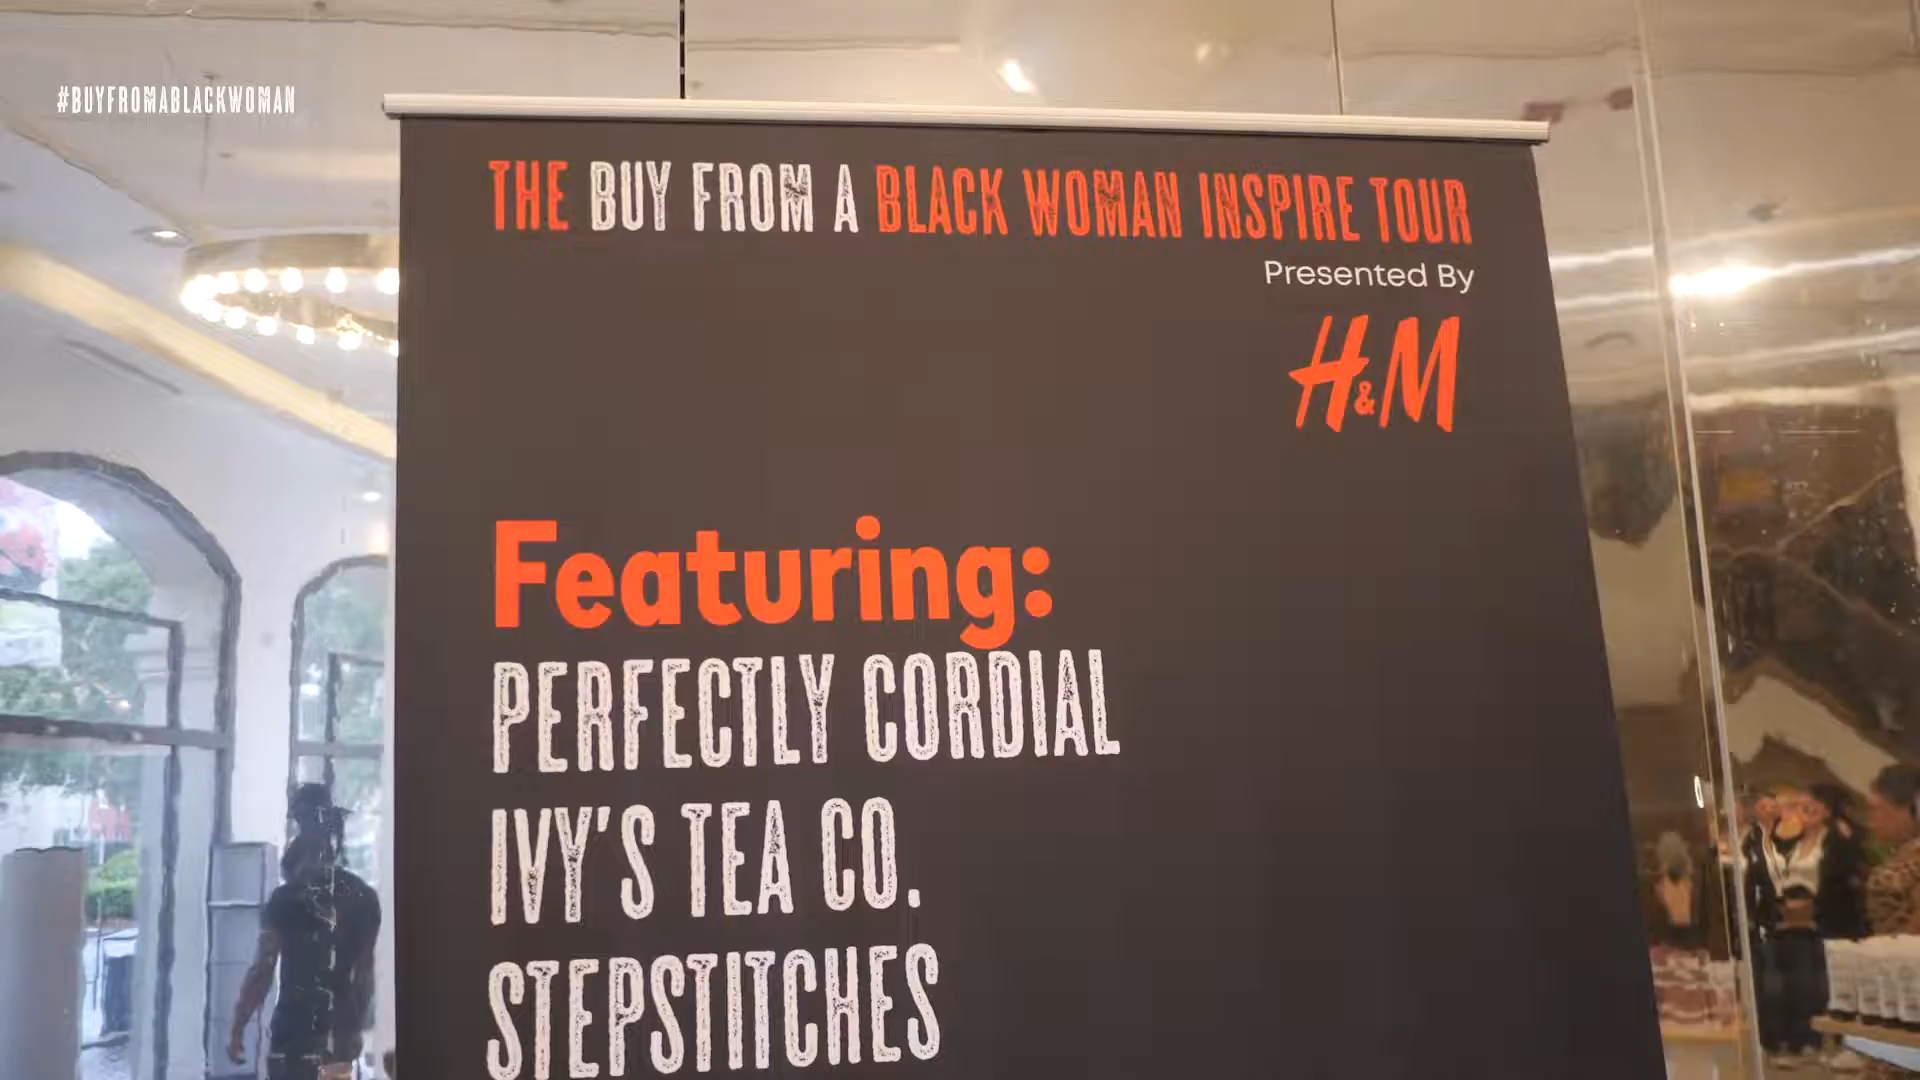 #BUYFROMABLACKWOMAN
THE BUY FROM A BLACK WOMAN INSPIRE TOUR
Presented By
H&M
Featuring:
PERFECTLY CORDIAL
IVY'S TEA CO.
STEPSTITCHES